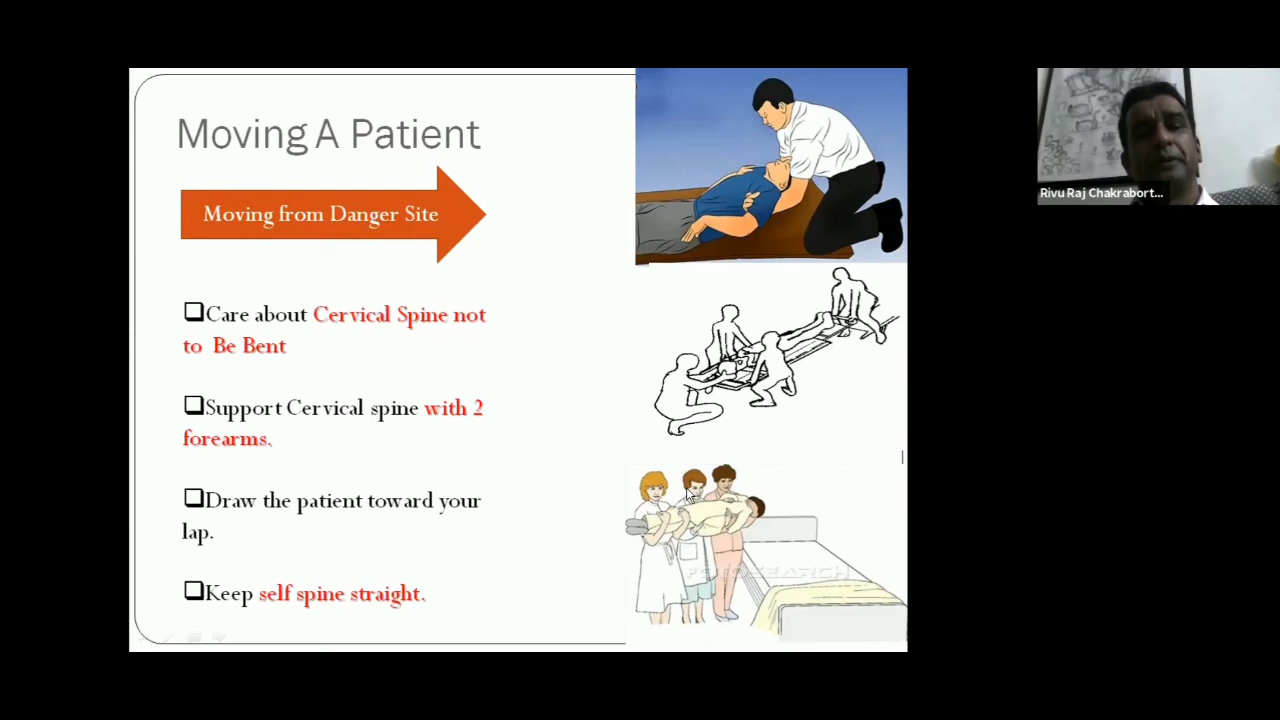 Moving A Patient
Moving from Danger Site
Care about Cervical Spine not
to Be Bent
Support Cervical spine with 2
forearms.
Draw the patient toward your
lap.
Keep self spine straight.
FOTOSEARCH
Rivu Raj Chakrabort...